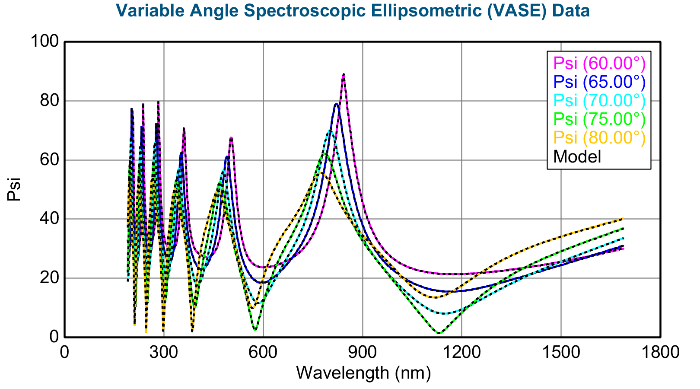 Variable Angle Spectroscopic Ellipsometric (VASE) Data
100
80
60
40
20
0
Psi
Psi (60.00°)
Psi (65.00°)
Psi (70.00°)
Psi (75.00°)
Psi (80.00°)
Model
0 300 600 900 1200 1500 1800
Wavelength (nm)